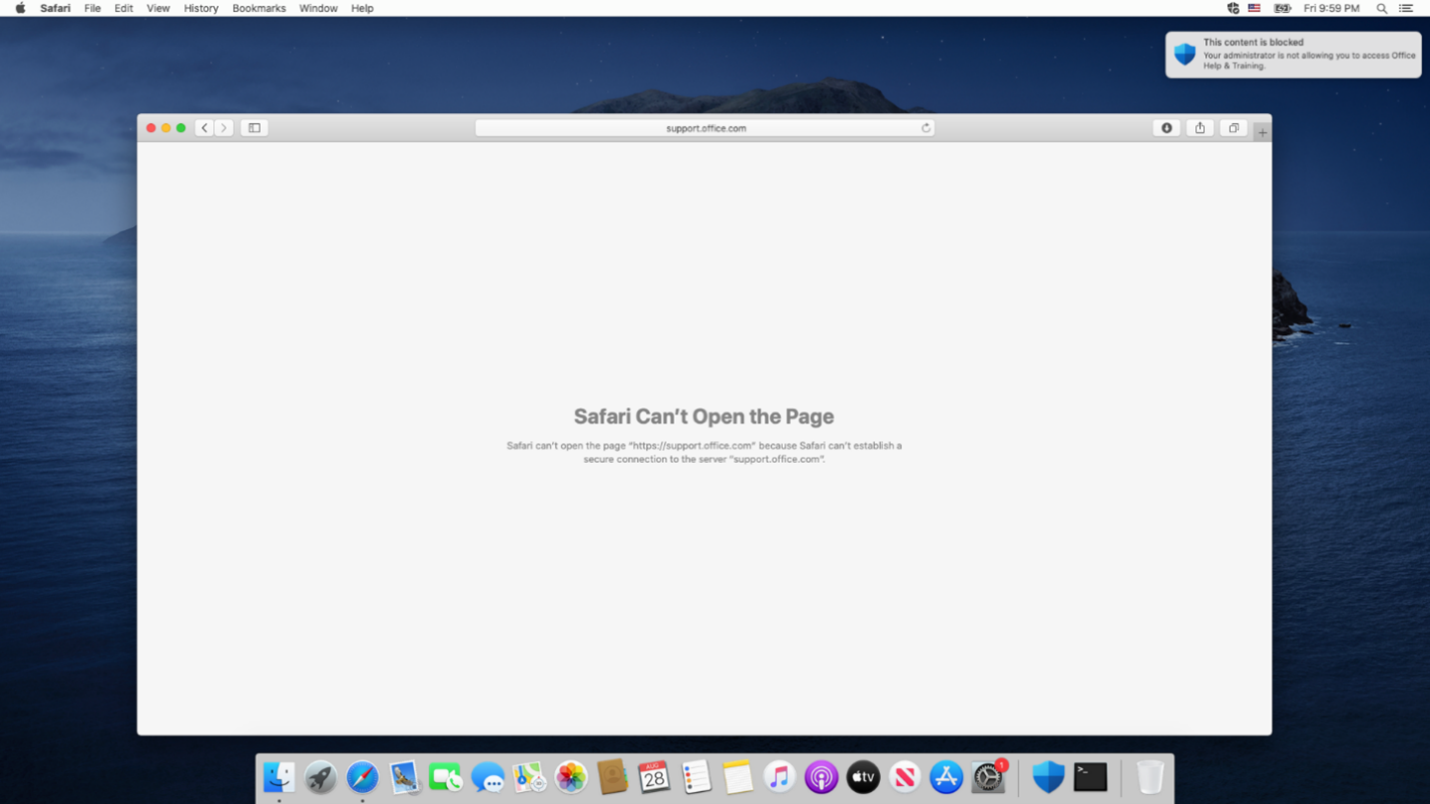 Safari File Edit View History Bookmarks Window Help Fri 9:59 PM
This content is blocked
Your administrator is not allowing you to access Office
Help & Training.
support.office.com
Safari Can't Open the Page
Safari can't open the page "https://support.office.com" because Safari can't establish a
secure connection to the server "support.office.com".
AUG
28
tv
1
>_